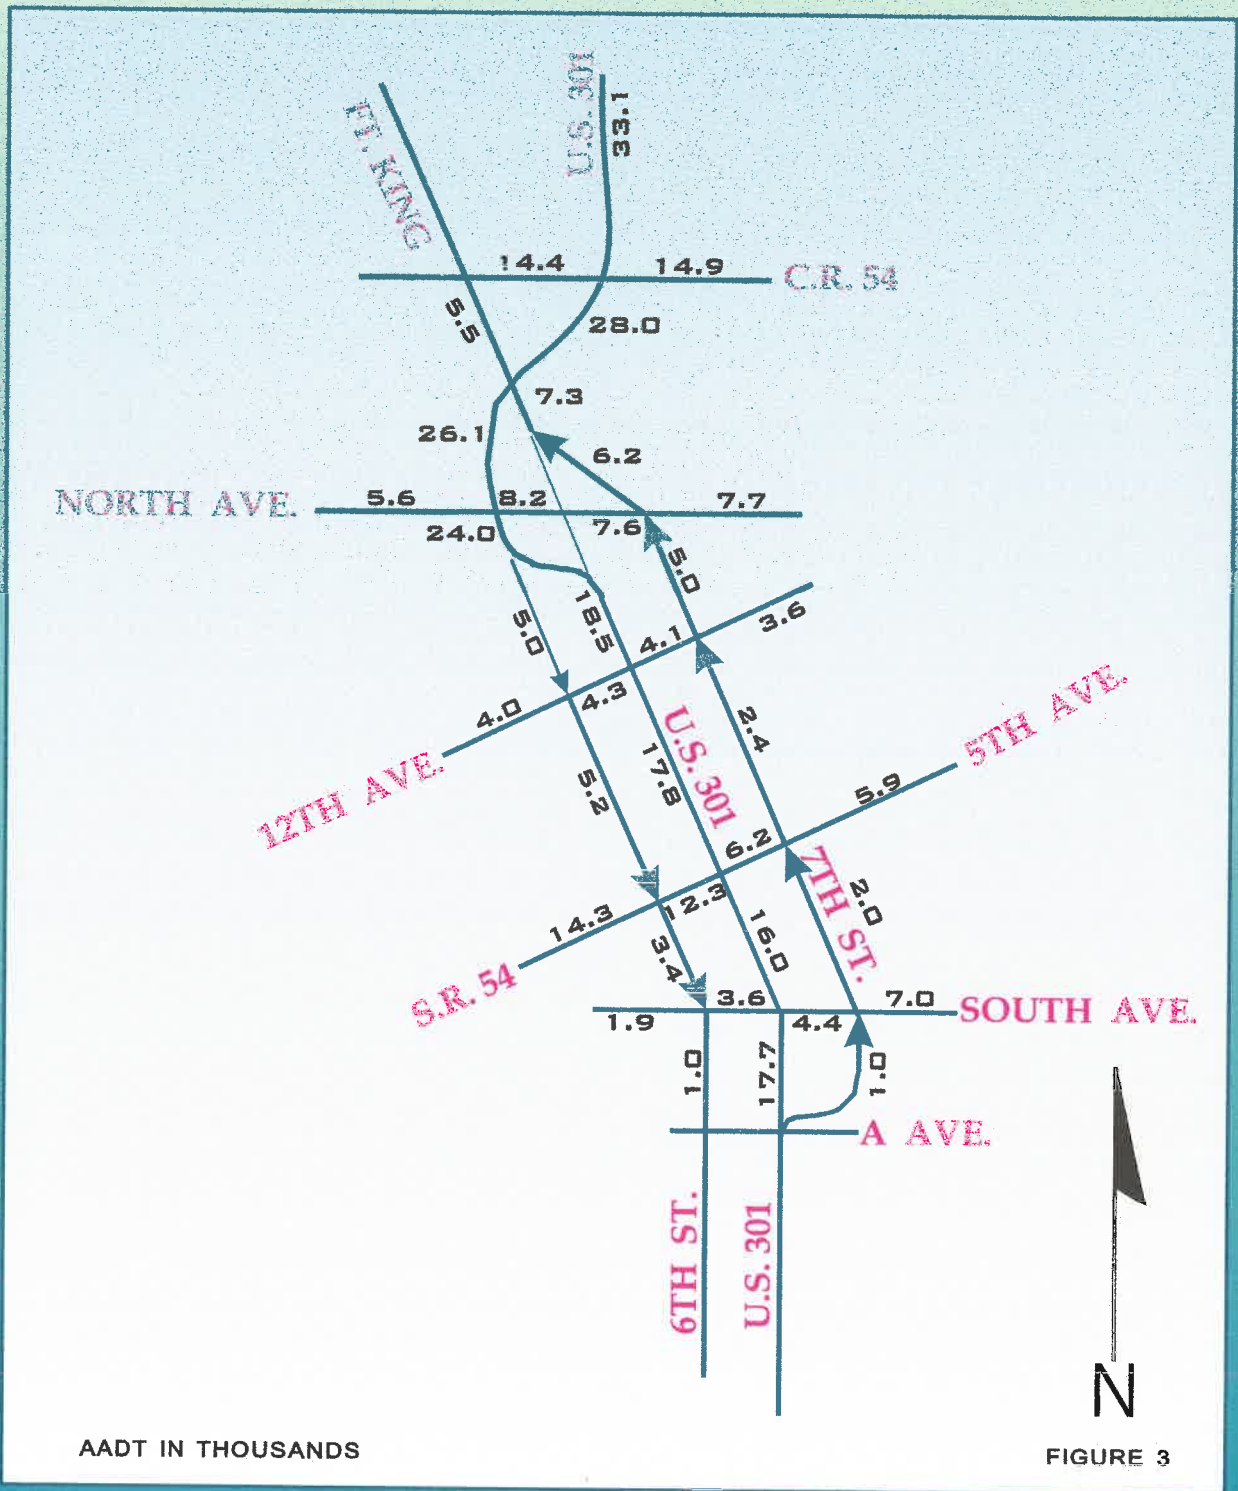 U.S. 301
33.1
FT. KING
14.4
14.9
C.R. 54
5.5
28.0
7.3
26.1
6.2
NORTH AVE.
5.6
8.2
7.7
24.0
7.6
5.0
5.0
18.5
4.1
3.6
4.0
4.3
12TH AVE.
5.2
17.8
U.S. 301
2.4
5TH AVE.
5.9
6.2
7TH ST.
2.0
14.3
12.3
S.R. 54
3.4
16.0
3.6
7.0
SOUTH AVE.
1.9
4.4
1.0
17.7
1.0
A AVE.
6TH ST.
U.S. 301
N
AADT IN THOUSANDS
FIGURE 3